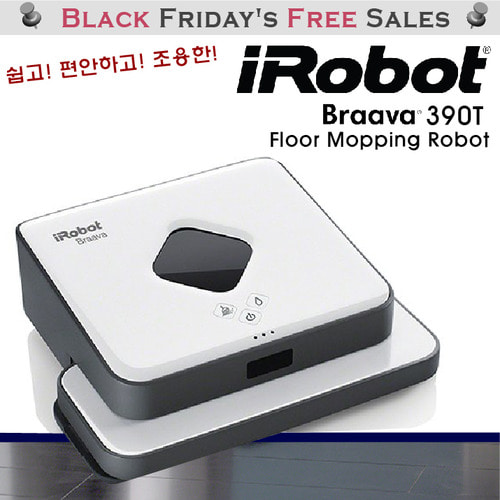 BLACK FRIDAY'S FREE SALES
쉽고! 편안하고! 조용한!
iRobot®
Braava® 390T
Floor Mopping Robot
iRobot
Braava